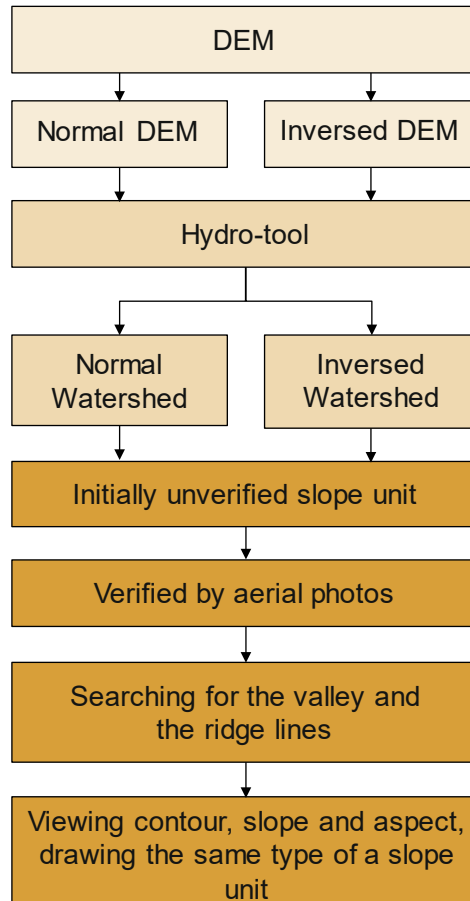 DEM
Normal DEM
Inversed DEM
Hydro-tool
Normal
Watershed
Inversed
Watershed
Initially unverified slope unit
Verified by aerial photos
Searching for the valley and
the ridge lines
Viewing contour, slope and aspect,
drawing the same type of a slope
unit